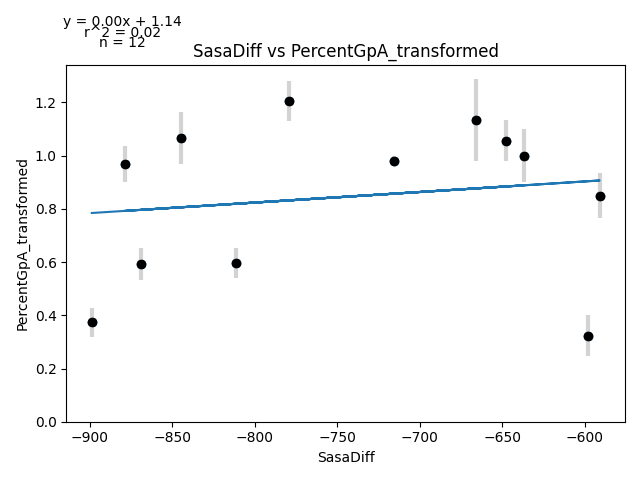 y = 0.00x + 1.14
r^2 = 0.02
n = 12
SasaDiff vs PercentGpA_transformed
PercentGpA_transformed
1.2
1.0
0.8
0.6
0.4
0.2
0.0
−900
−850
−800
−750
−700
−650
−600
SasaDiff